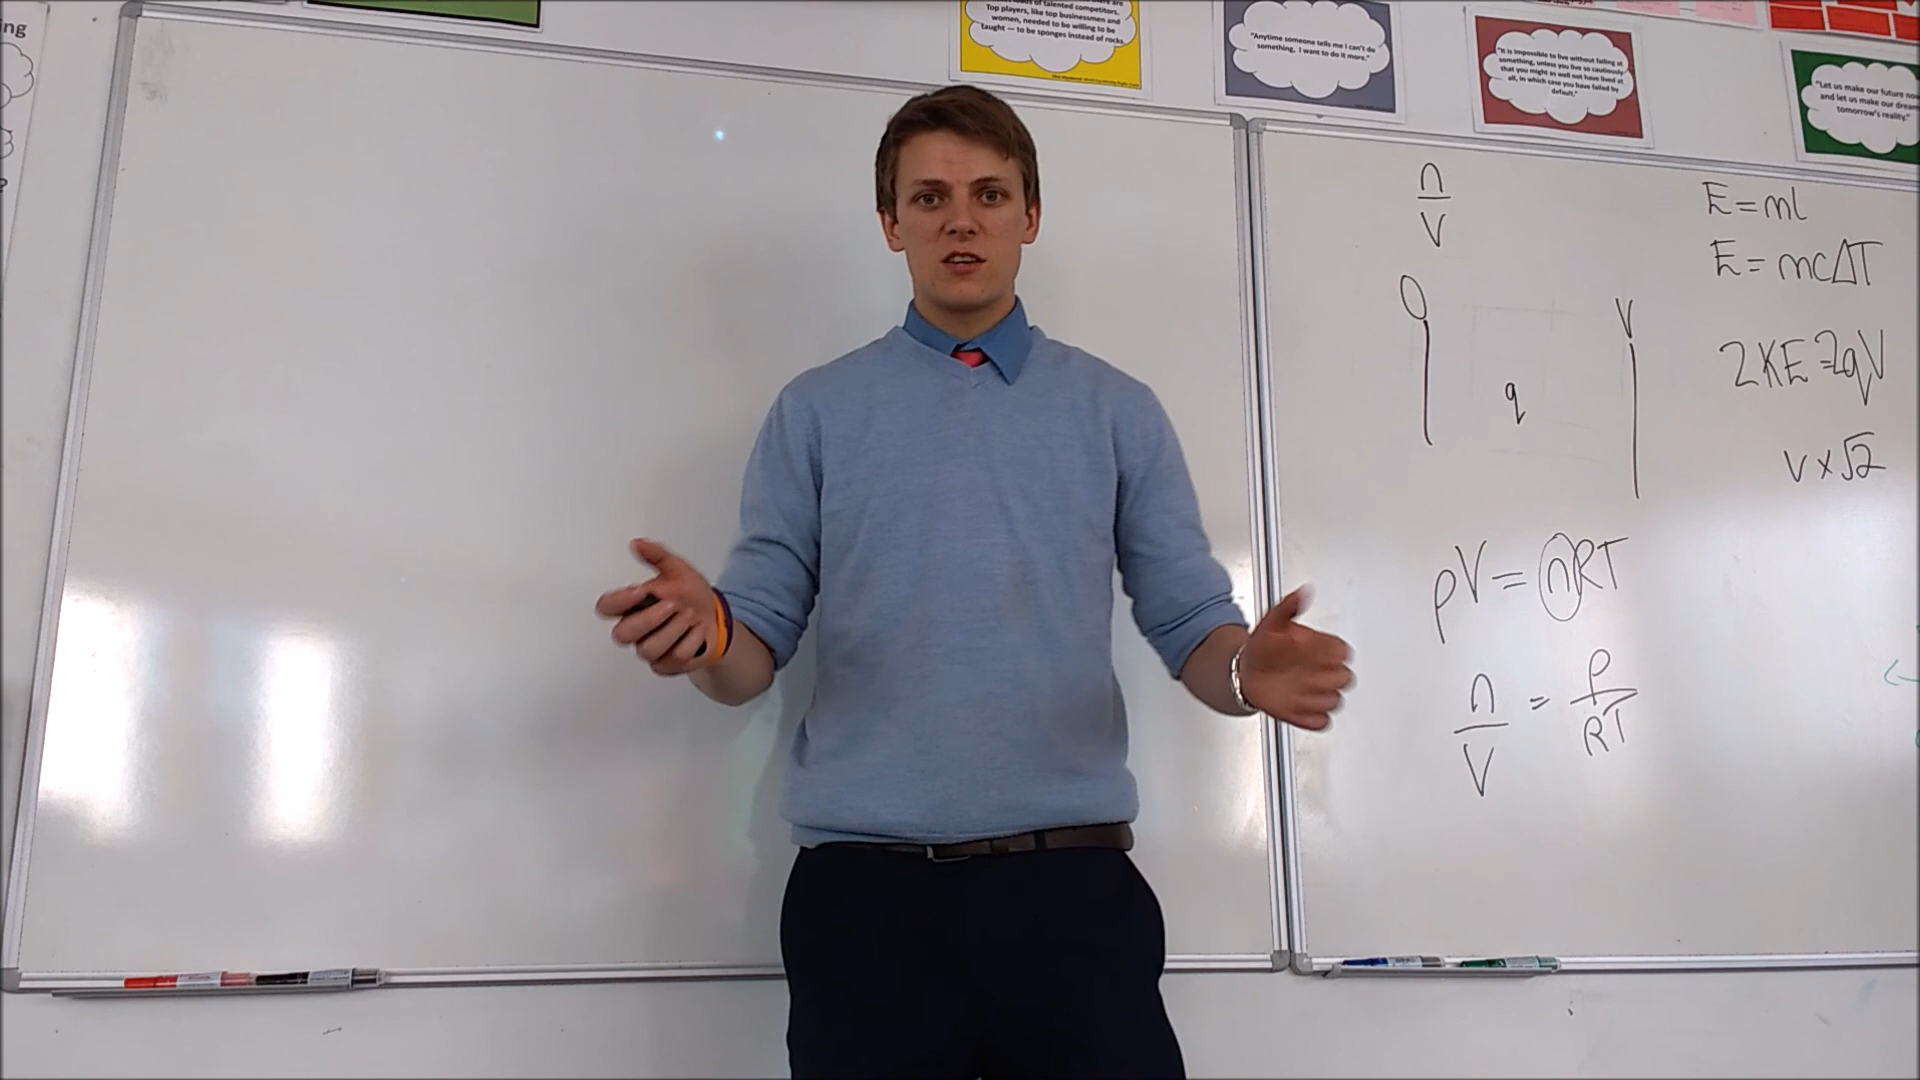 ing
?
Top players, like top businessmen and
women, needed to be willing to be
taught — to be sponges instead of rocks.
"Anytime someone tells me I can't do
something, I want to do it more."
"It is impossible to live without failing at
something, unless you live so cautiously
that you might as well not have lived at
all, in which case you have failed by
default."
"Let us make our future now
and let us make our dream
tomorrow's reality."
n
V
E=ml
E=mcΔT
0
V
q
2KE=2qV
V×√2
pV=nRT
n/V = P/RT